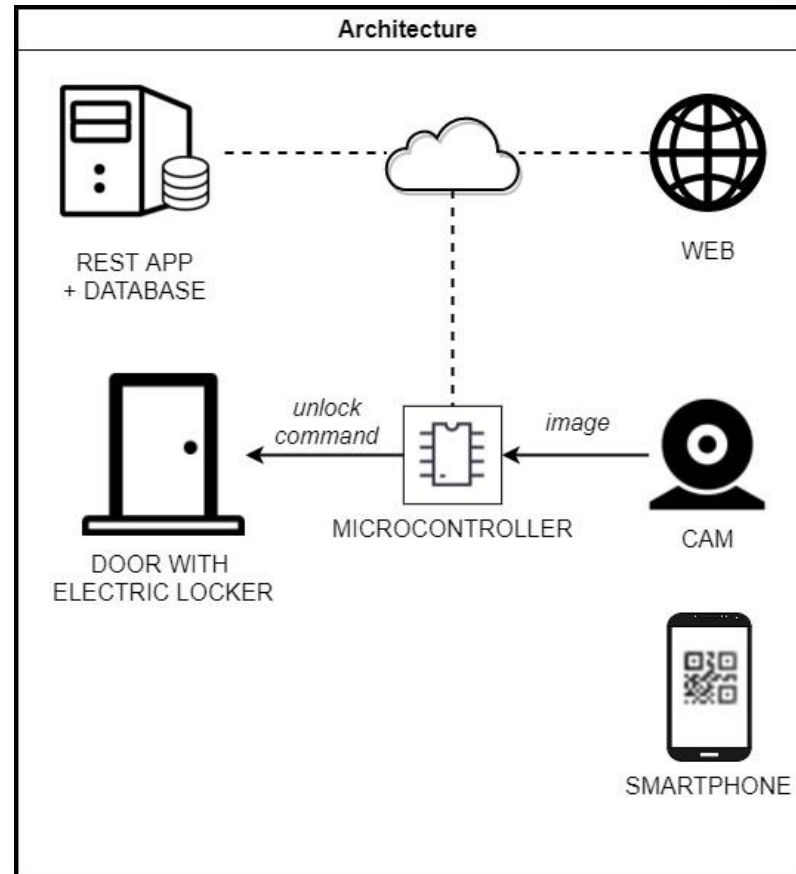 Architecture
REST APP
+ DATABASE
WEB
unlock
command
image
MICROCONTROLLER
CAM
DOOR WITH
ELECTRIC LOCKER
SMARTPHONE